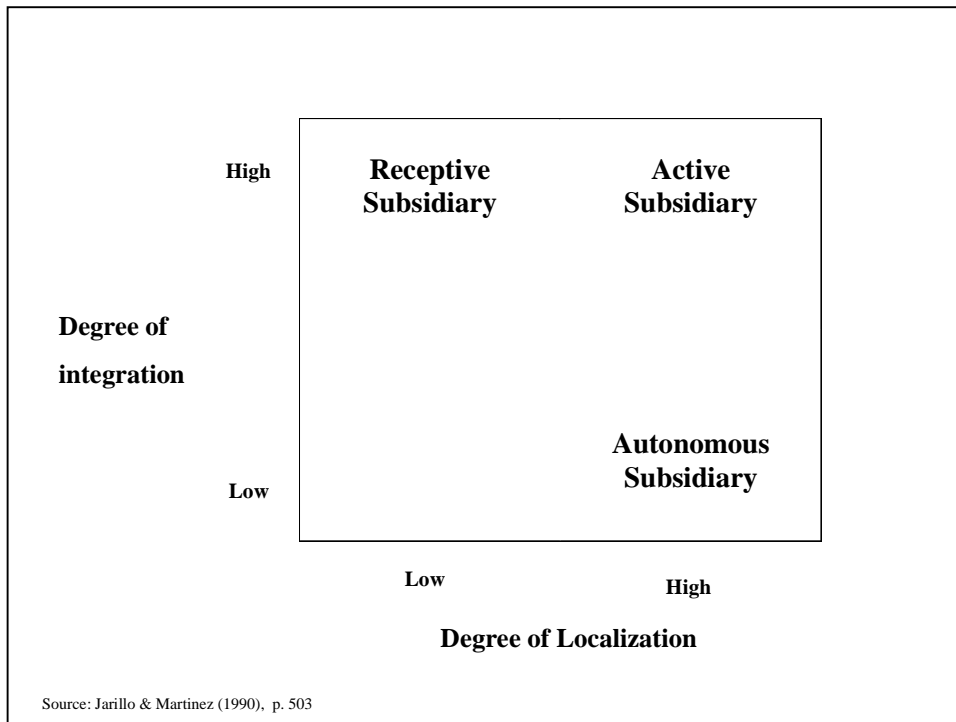 High
Receptive
Subsidiary
Active
Subsidiary
Degree of
integration
Autonomous
Subsidiary
Low
Low
High
Degree of Localization
Source: Jarillo & Martinez (1990), p. 503